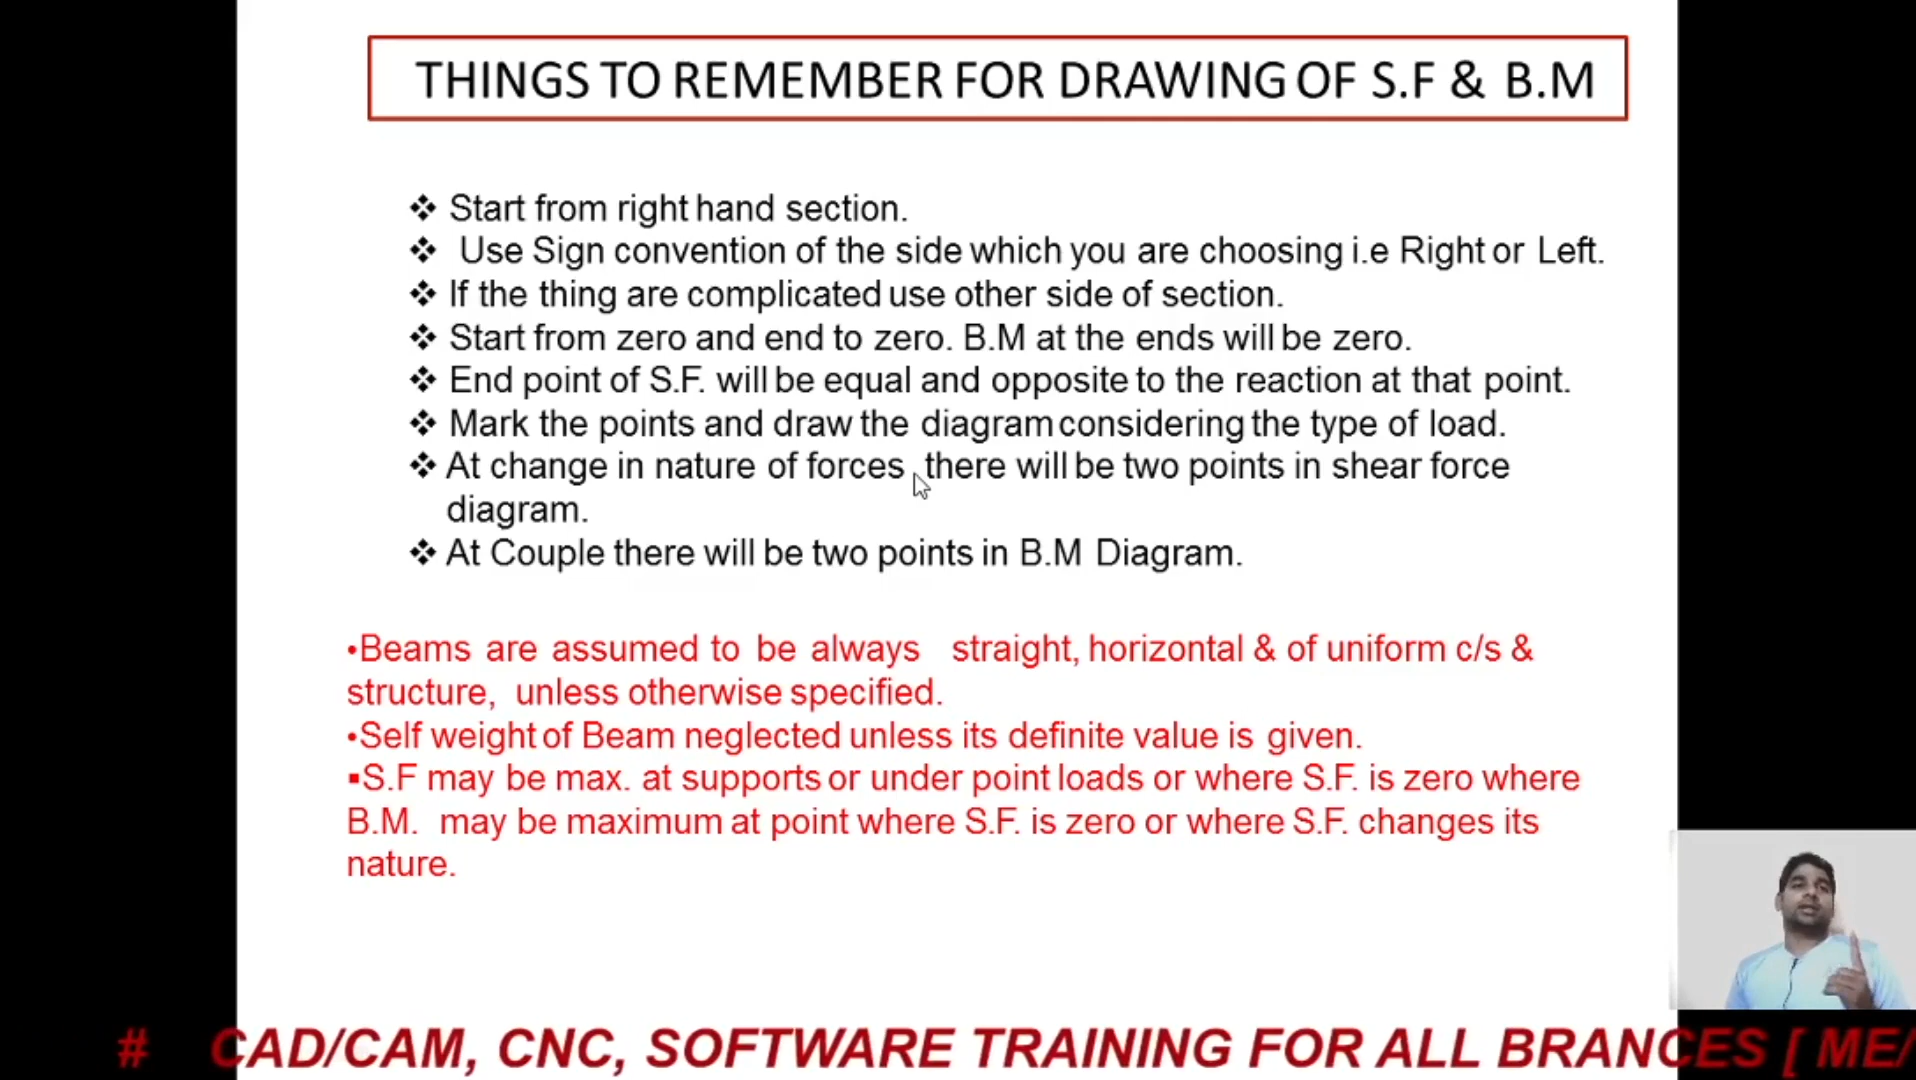 THINGS TO REMEMBER FOR DRAWING OF S.F & B.M
❖ Start from right hand section.
❖ Use Sign convention of the side which you are choosing i.e Right or Left.
❖ If the thing are complicated use other side of section.
❖ Start from zero and end to zero. B.M at the ends will be zero.
❖ End point of S.F. will be equal and opposite to the reaction at that point.
❖ Mark the points and draw the diagram considering the type of load.
❖ At change in nature of forces there will be two points in shear force
diagram.
❖ At Couple there will be two points in B.M Diagram.
•Beams are assumed to be always straight, horizontal & of uniform c/s &
structure, unless otherwise specified.
•Self weight of Beam neglected unless its definite value is given.
▪S.F may be max. at supports or under point loads or where S.F. is zero where
B.M. may be maximum at point where S.F. is zero or where S.F. changes its
nature.
# CAD/CAM, CNC, SOFTWARE TRAINING FOR ALL BRANCES [ ME/